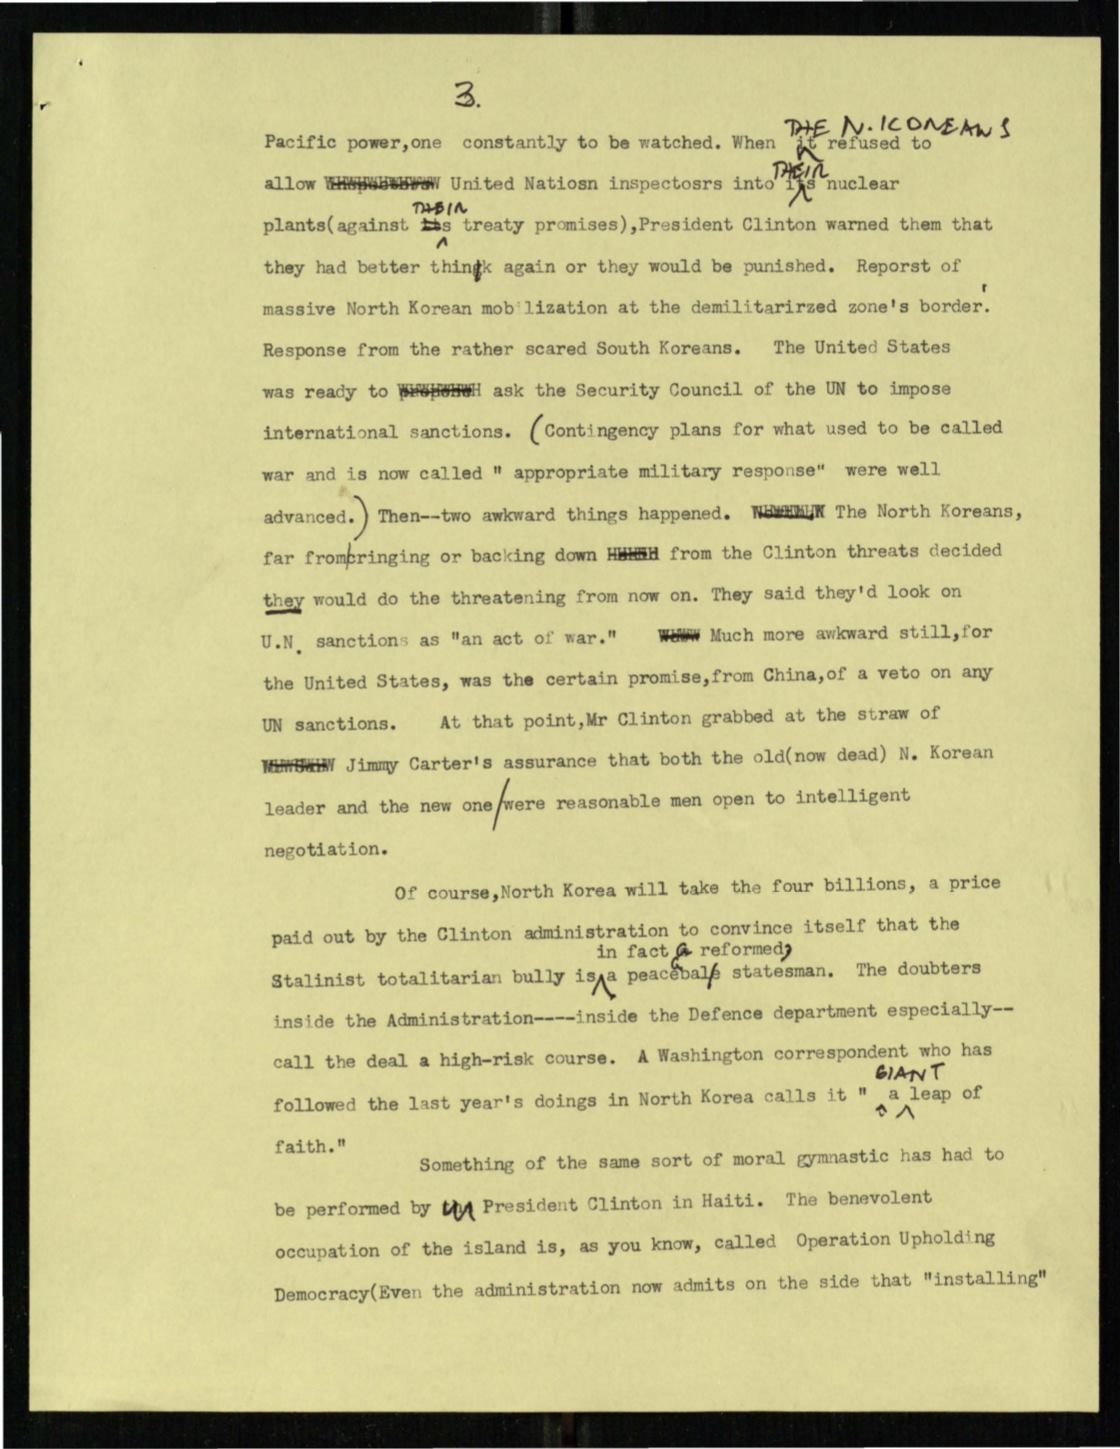 3.
THE N. KOREANS
Pacific power,one constantly to be watched. When it refused to
THEIR
allow United Natiosn inspectosrs into its nuclear
THEIR
plants(against its treaty promises),President Clinton warned them that
they had better think again or they would be punished. Reporst of
massive North Korean mobilization at the demilitarirzed zone's border.
Response from the rather scared South Koreans. The United States
was ready to ask the Security Council of the UN to impose
international sanctions. (Contingency plans for what used to be called
war and is now called " appropriate military response" were well
advanced.) Then--two awkward things happened. The North Koreans,
far from cringing or backing down from the Clinton threats decided
they would do the threatening from now on. They said they'd look on
U.N. sanctions as "an act of war." Much more awkward still,for
the United States, was the certain promise,from China,of a veto on any
UN sanctions. At that point,Mr Clinton grabbed at the straw of
Jimmy Carter's assurance that both the old(now dead) N. Korean
leader and the new one/were reasonable men open to intelligent
negotiation.
Of course,North Korea will take the four billions, a price
paid out by the Clinton administration to convince itself that the
in fact a reformed,
Stalinist totalitarian bully is a peacebale statesman. The doubters
inside the Administration----inside the Defence department especially--
call the deal a high-risk course. A Washington correspondent who has
GIANT
followed the last year's doings in North Korea calls it " a leap of
faith."
Something of the same sort of moral gymnastic has had to
be performed by President Clinton in Haiti. The benevolent
occupation of the island is, as you know, called Operation Upholding
Democracy(Even the administration now admits on the side that "installing"